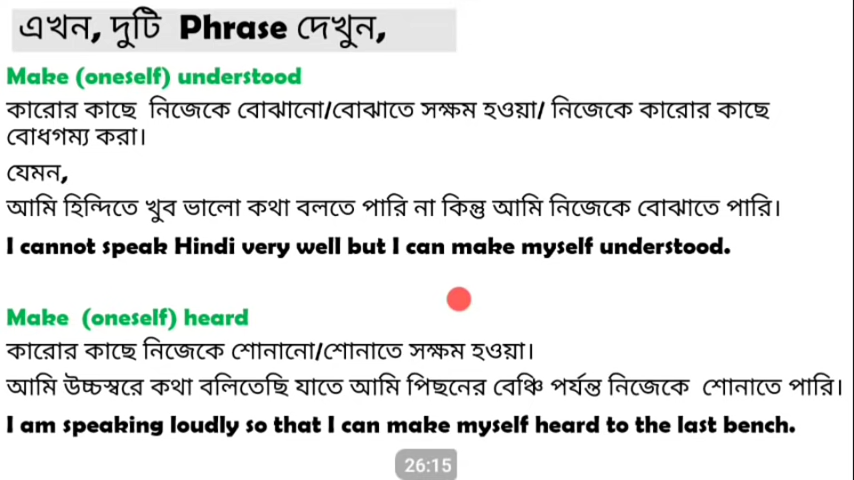 এখন, দুটি Phrase দেখুন,
Make (oneself) understood
কারোর কাছে নিজেকে বোঝানো/বোঝাতে সক্ষম হওয়া/ নিজেকে কারোর কাছে
বোধগম্য করা।
যেমন,
আমি হিন্দিতে খুব ভালো কথা বলতে পারি না কিন্তু আমি নিজেকে বোঝাতে পারি।
I cannot speak Hindi very well but I can make myself understood.
Make (oneself) heard
কারোর কাছে নিজেকে শোনানো/শোনাতে সক্ষম হওয়া।
আমি উচ্চস্বরে কথা বলিতেছি যাতে আমি পিছনের বেঞ্চি পর্যন্ত নিজেকে শোনাতে পারি।
I am speaking loudly so that I can make myself heard to the last bench.
26:15